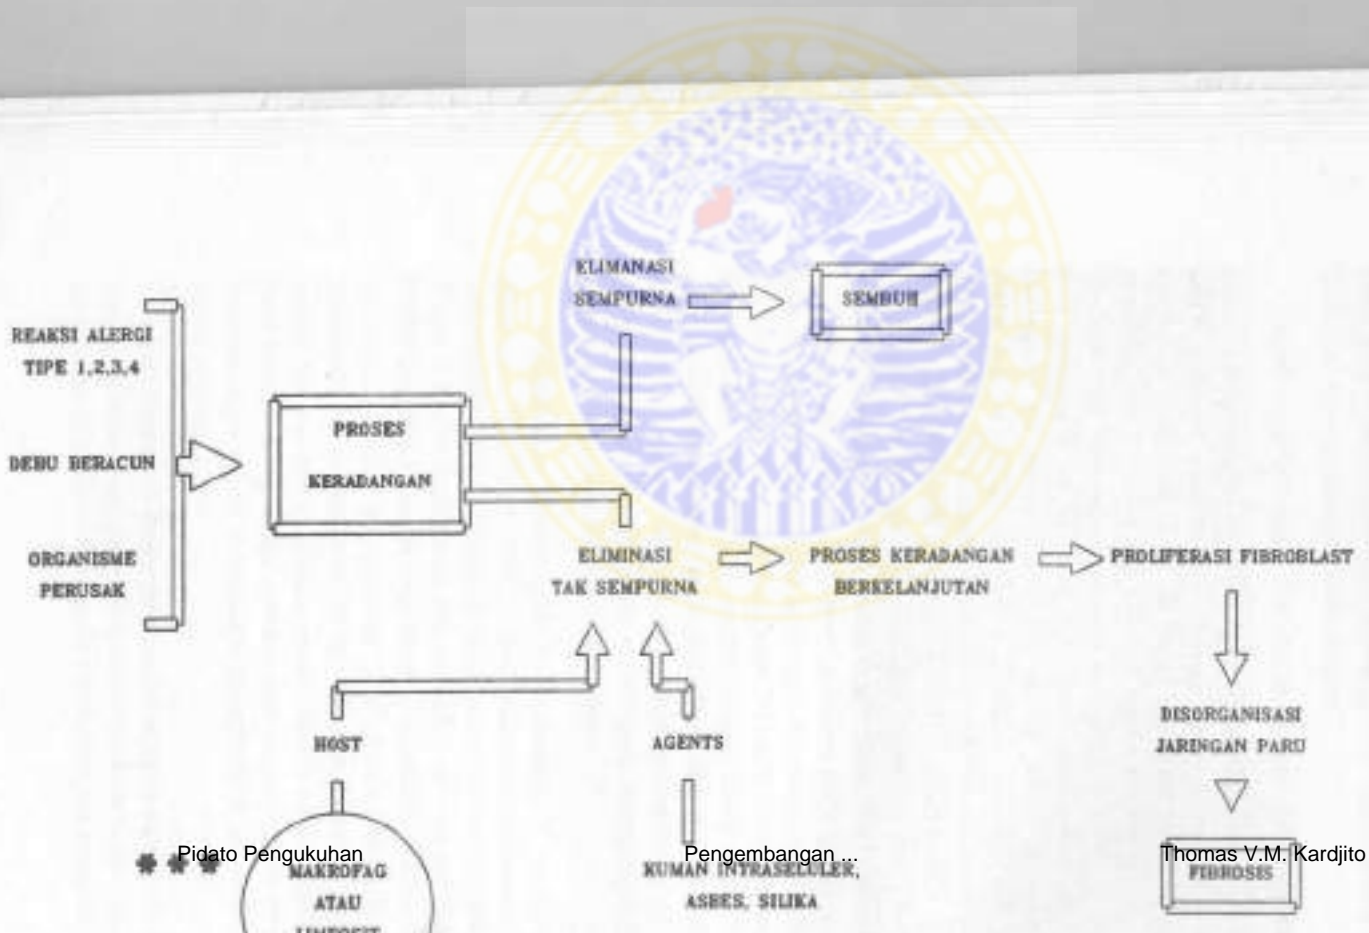 ELIMANASI
SEMPURNA
SEMBUH
REAKSI ALERGI
TIPE 1,2,3,4
DEBU BERACUN
ORGANISME
PERUSAK
PROSES
KERADANGAN
ELIMINASI
TAK SEMPURNA
PROSES KERADANGAN
BERKELANJUTAN
PROLIFERASI FIBROBLAST
DISORGANISASI
JARINGAN PARU
FIBROSIS
HOST
AGENTS
MAKROFAG
ATAU
LIMFOSIT
KUMAN INTRASELULER,
ASBES, SILIKA
***
Pidato Pengukuhan
Pengembangan ...
Thomas V.M. Kardjito